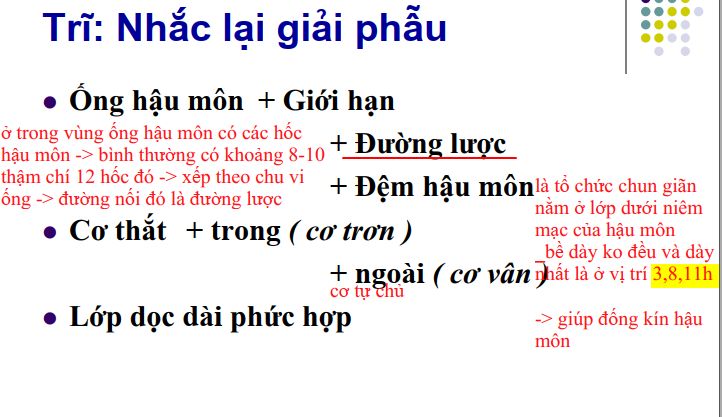 Trĩ: Nhắc lại giải phẫu
Ống hậu môn + Giới hạn
ở trong vùng ống hậu môn có các hốc
hậu môn -> bình thường có khoảng 8-10
thậm chí 12 hốc đó -> xếp theo chu vi
ống -> đường nối đó là đường lược
+ Đường lược
+ Đệm hậu môn
là tổ chức chun giãn
nằm ở lớp dưới niêm
mạc của hậu môn
_bề dày ko đều và dày
nhất là ở vị trí 3,8,11h
-> giúp đống kín hậu
môn
Cơ thắt + trong ( cơ trơn )
+ ngoài ( cơ vân )
cơ tự chủ
Lớp dọc dài phức hợp